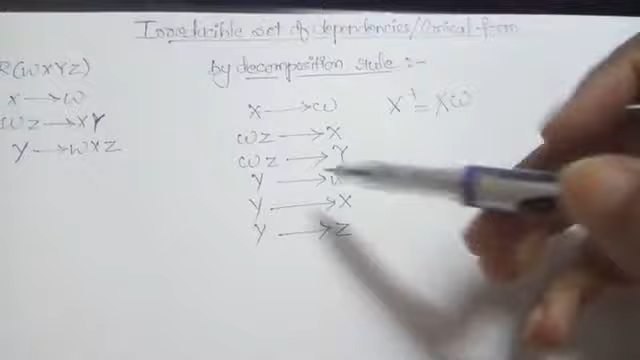 Irreducible set of dependencies/Canonical form
by decomposition rule :-
R(WXYZ)
X → W
WZ → XY
Y → WXZ
X → W
WZ → X
WZ → Y
Y → W
Y → X
Y → Z
X⁺ = XW